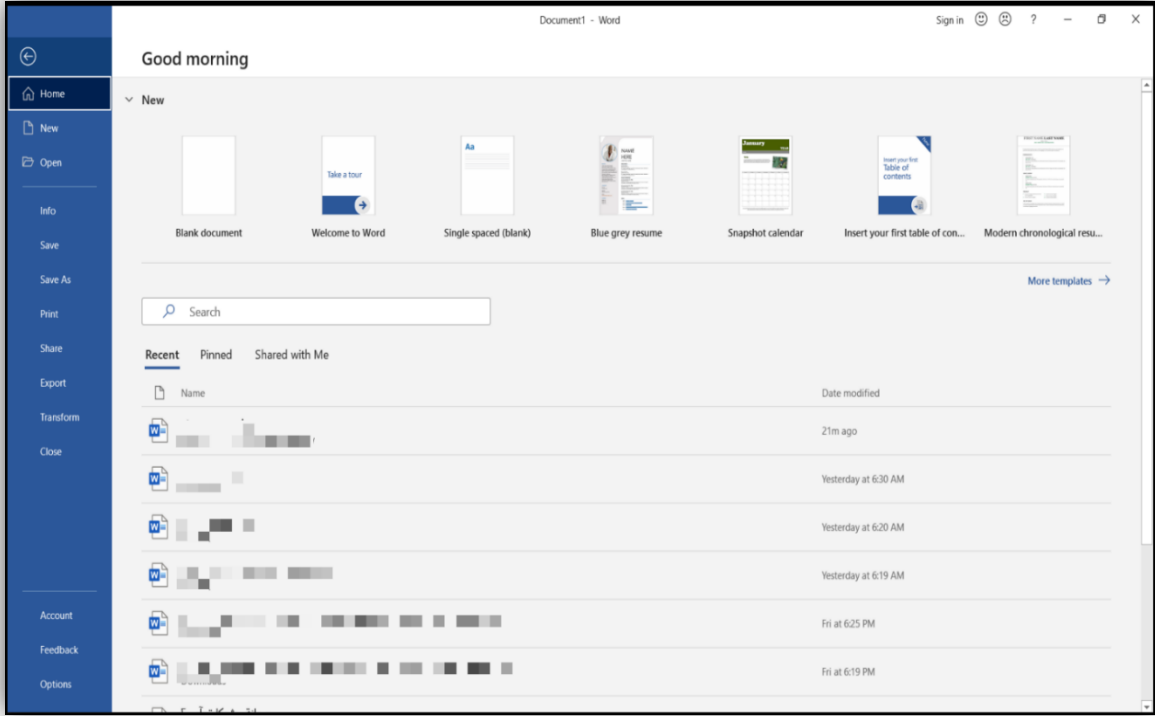 Document1 - Word
Sign in
?
Good morning
Home
New
Open
Info
Save
Save As
Print
Share
Export
Transform
Close
Account
Feedback
Options
New
Aa
Take a tour
NAME
HERE
January
Insert your first
Table of
contents
Blank document
Welcome to Word
Single spaced (blank)
Blue grey resume
Snapshot calendar
Insert your first table of con...
Modern chronological resu...
More templates
Search
Recent Pinned Shared with Me
Name Date modified
21m ago
Yesterday at 6:30 AM
Yesterday at 6:20 AM
Yesterday at 6:19 AM
Fri at 6:25 PM
Fri at 6:19 PM